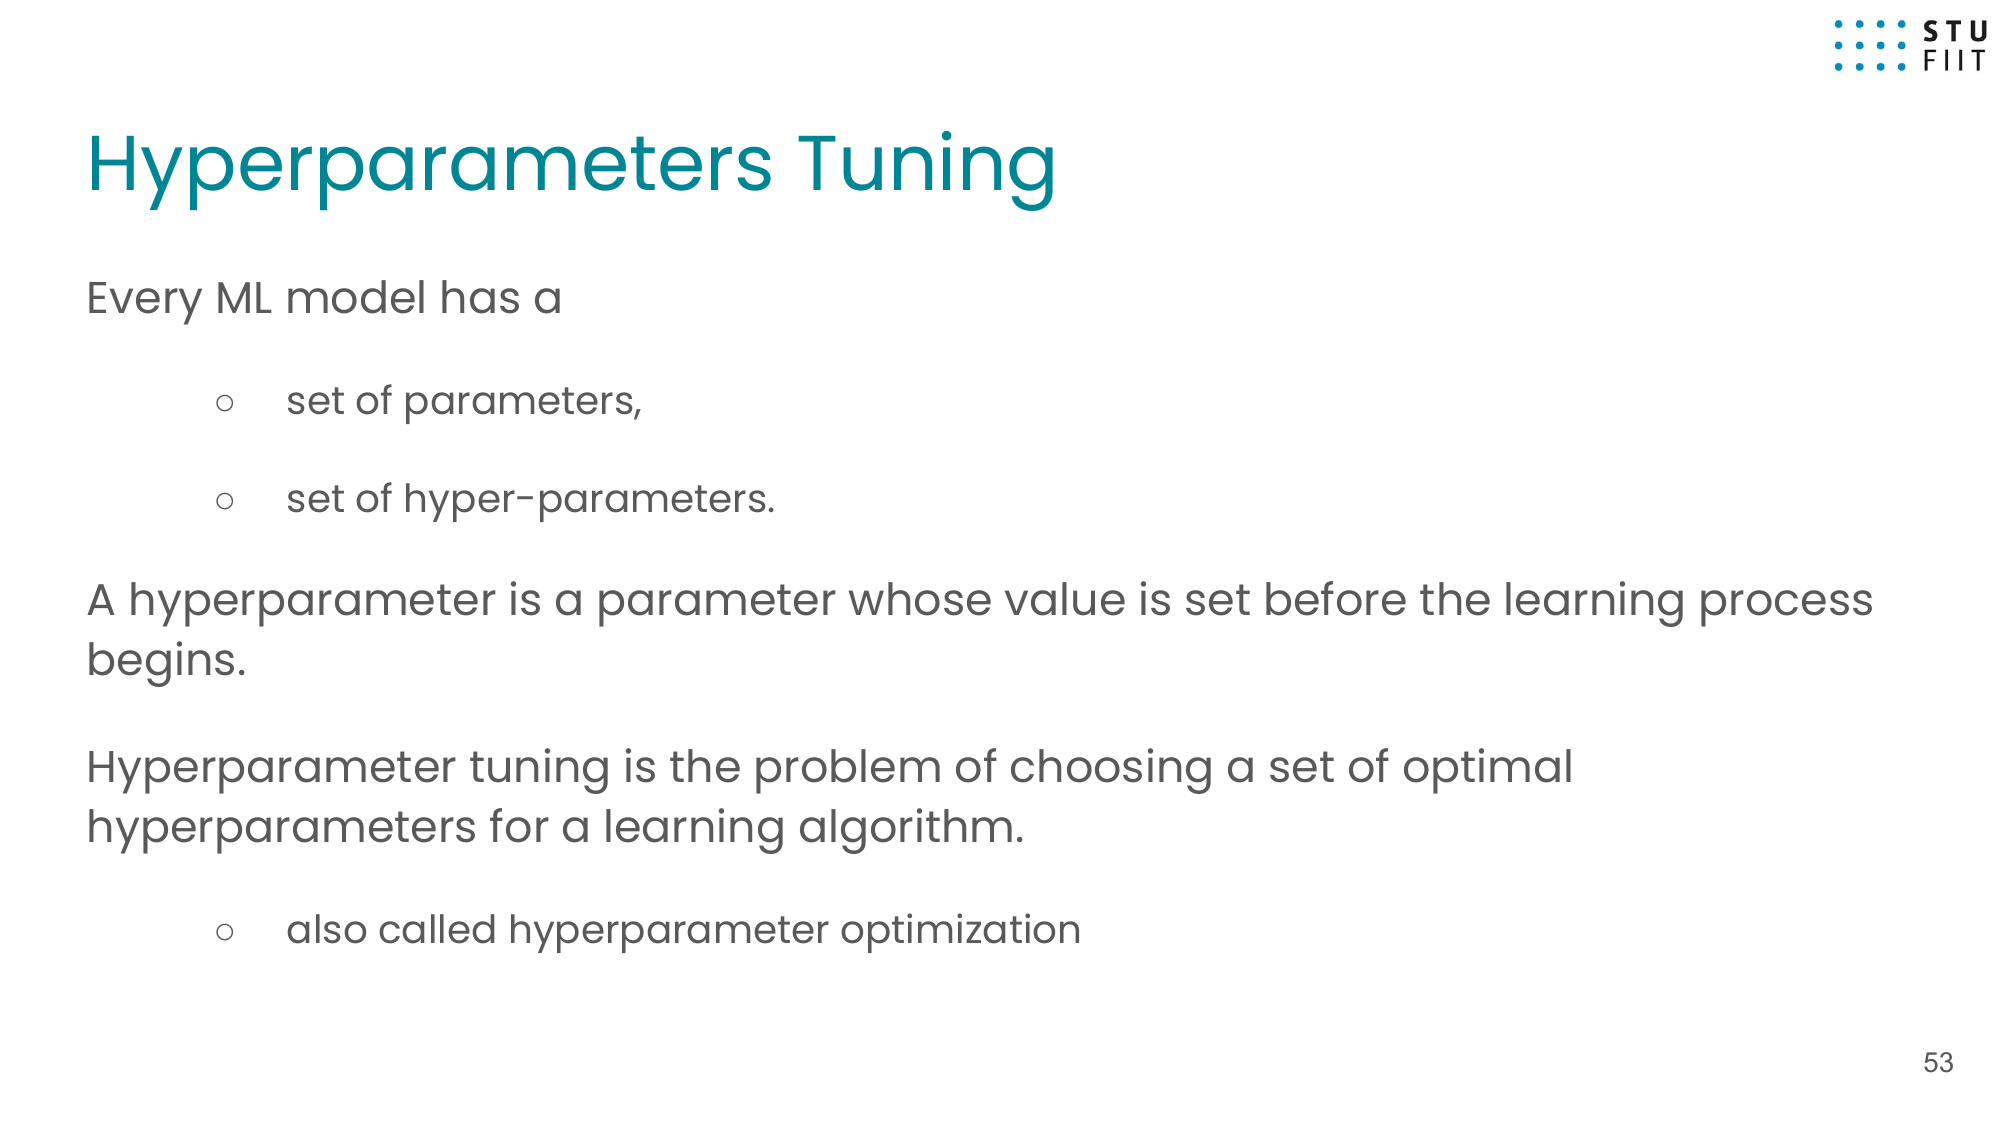 STU
FIIT
Hyperparameters Tuning
Every ML model has a
○ set of parameters,
○ set of hyper-parameters.
A hyperparameter is a parameter whose value is set before the learning process
begins.
Hyperparameter tuning is the problem of choosing a set of optimal
hyperparameters for a learning algorithm.
○ also called hyperparameter optimization
53